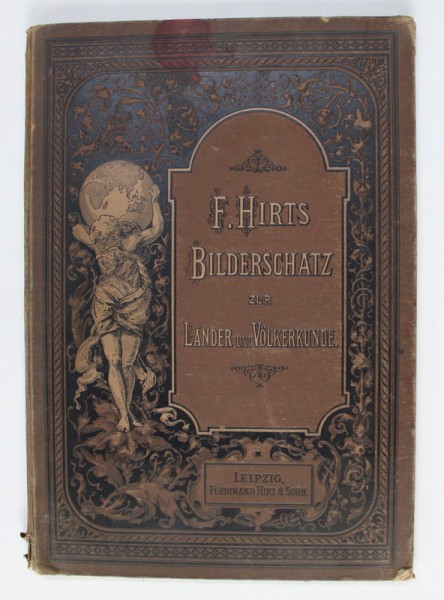 F. HIRTS
BILDERSCHATZ
ZUR
LÄNDER- UND VÖLKERKUNDE.
LEIPZIG,
FERDINAND HIRT & SOHN.